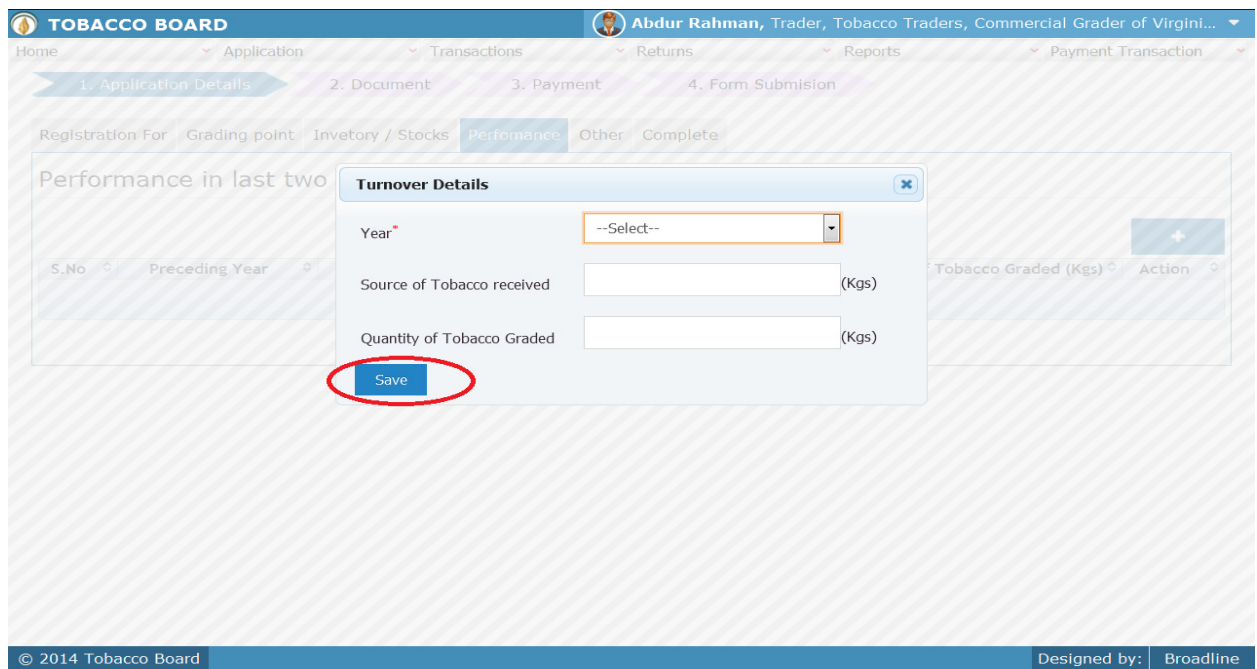 TOBACCO BOARD
Abdur Rahman, Trader, Tobacco Traders, Commercial Grader of Virgini...
Home Application Transactions Returns Reports Payment Transaction
1. Application Details 2. Document 3. Payment 4. Form Submision
Registration For Grading point Invetory / Stocks Perfomance Other Complete
Performance in last two
Turnover Details
Year* --Select--
S.No Preceding Year Tobacco Graded (Kgs) Action
Source of Tobacco received (Kgs)
Quantity of Tobacco Graded (Kgs)
Save
© 2014 Tobacco Board Designed by: Broadline